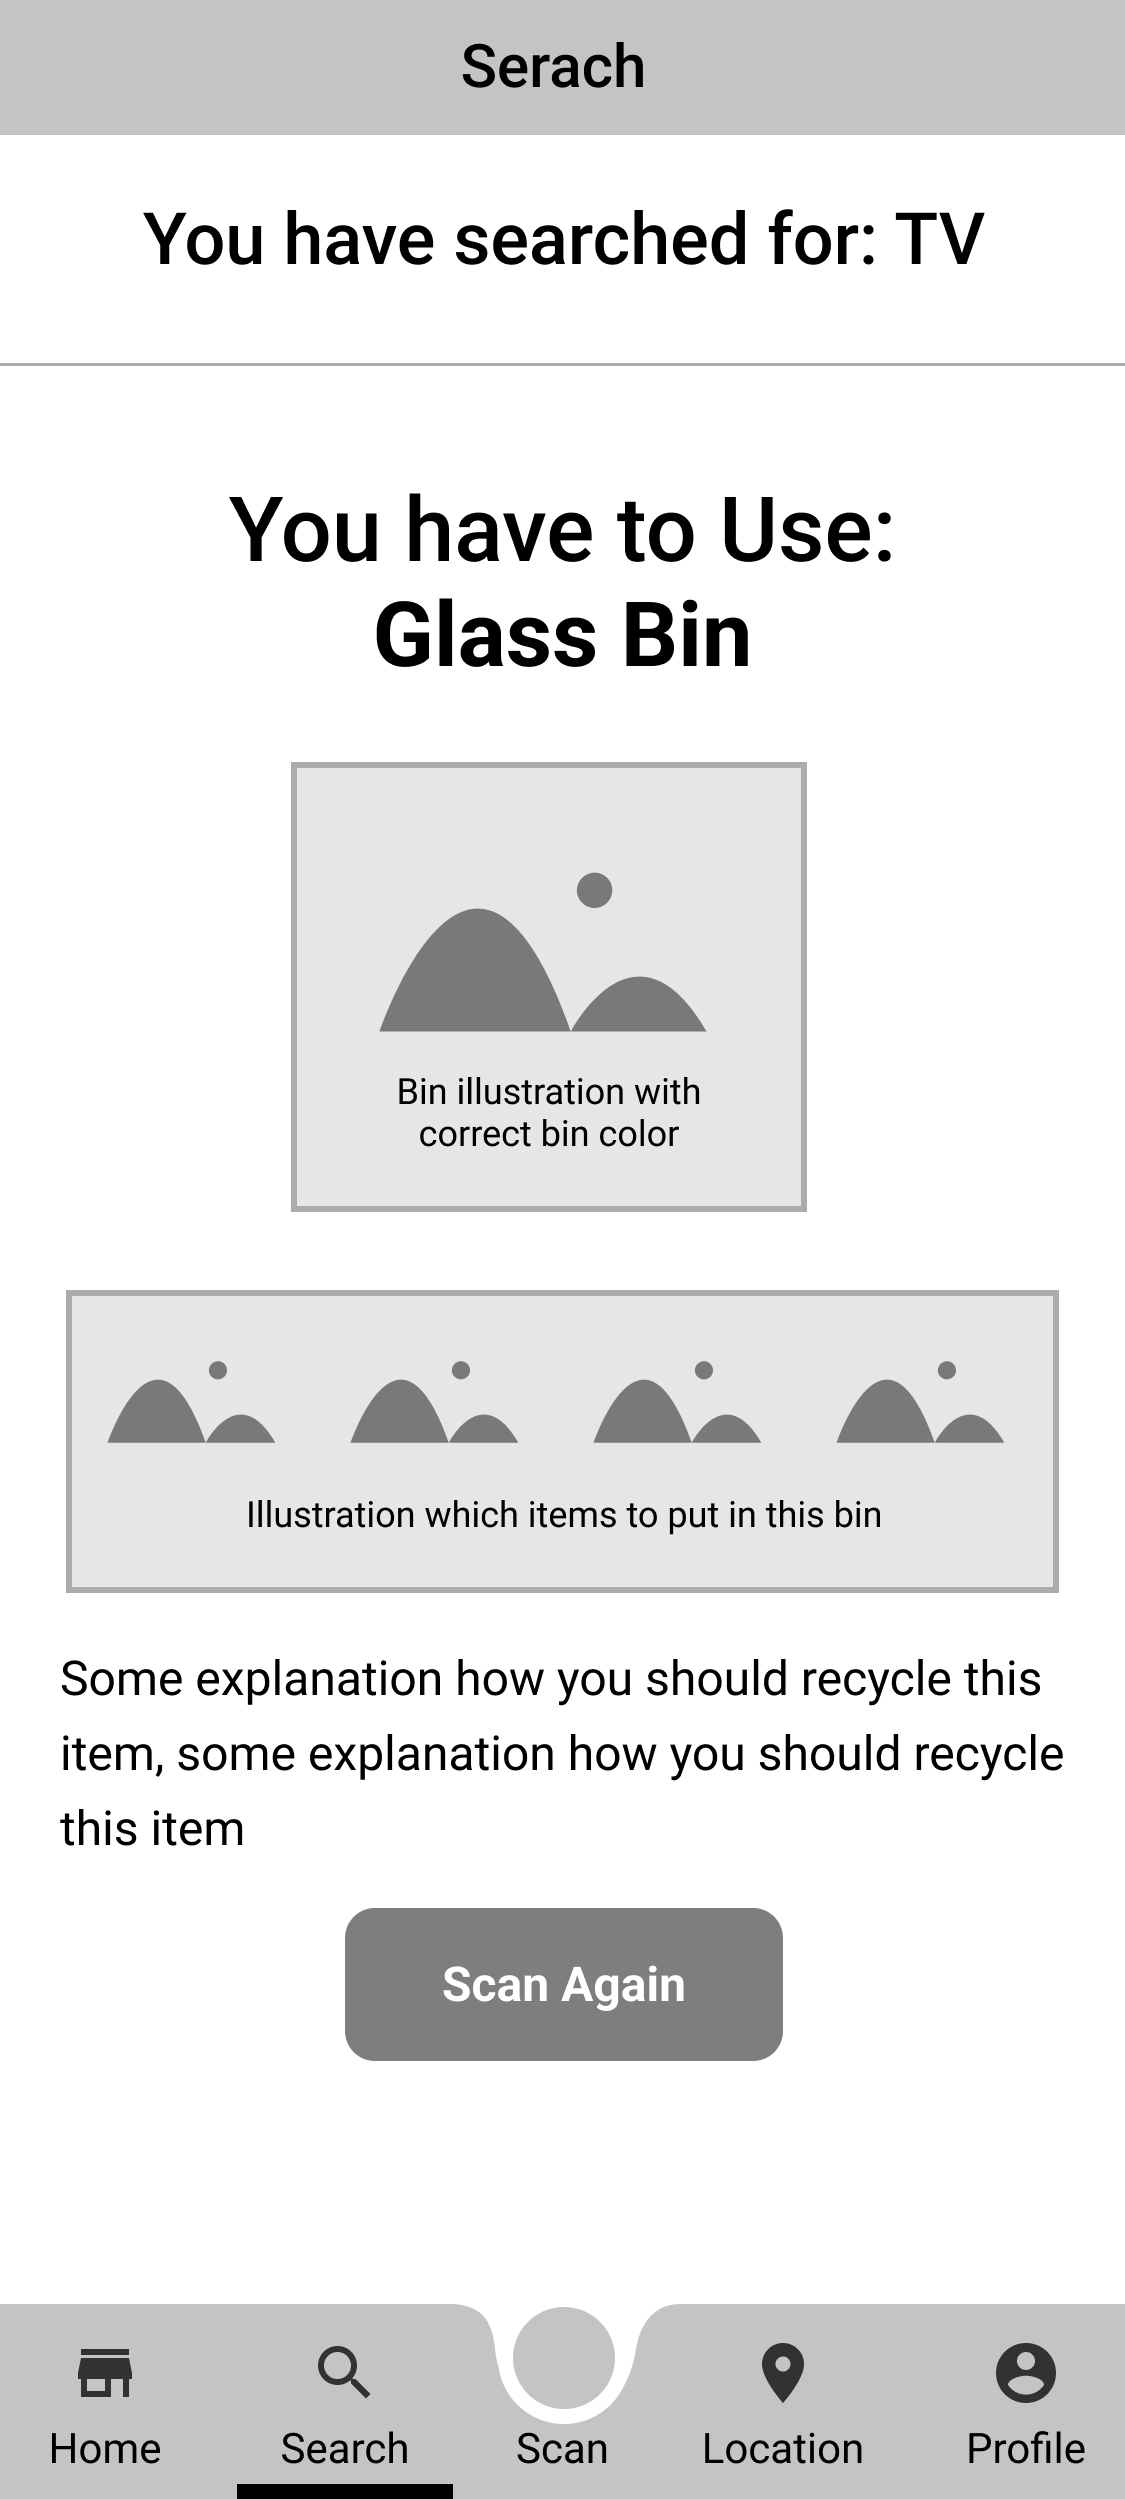 Serach
You have searched for: TV
You have to Use:
Glass Bin
Bin illustration with
correct bin color
Illustration which items to put in this bin
Some explanation how you should recycle this
item, some explanation how you should recycle
this item
Scan Again
Home
Search
Scan
Location
Profile